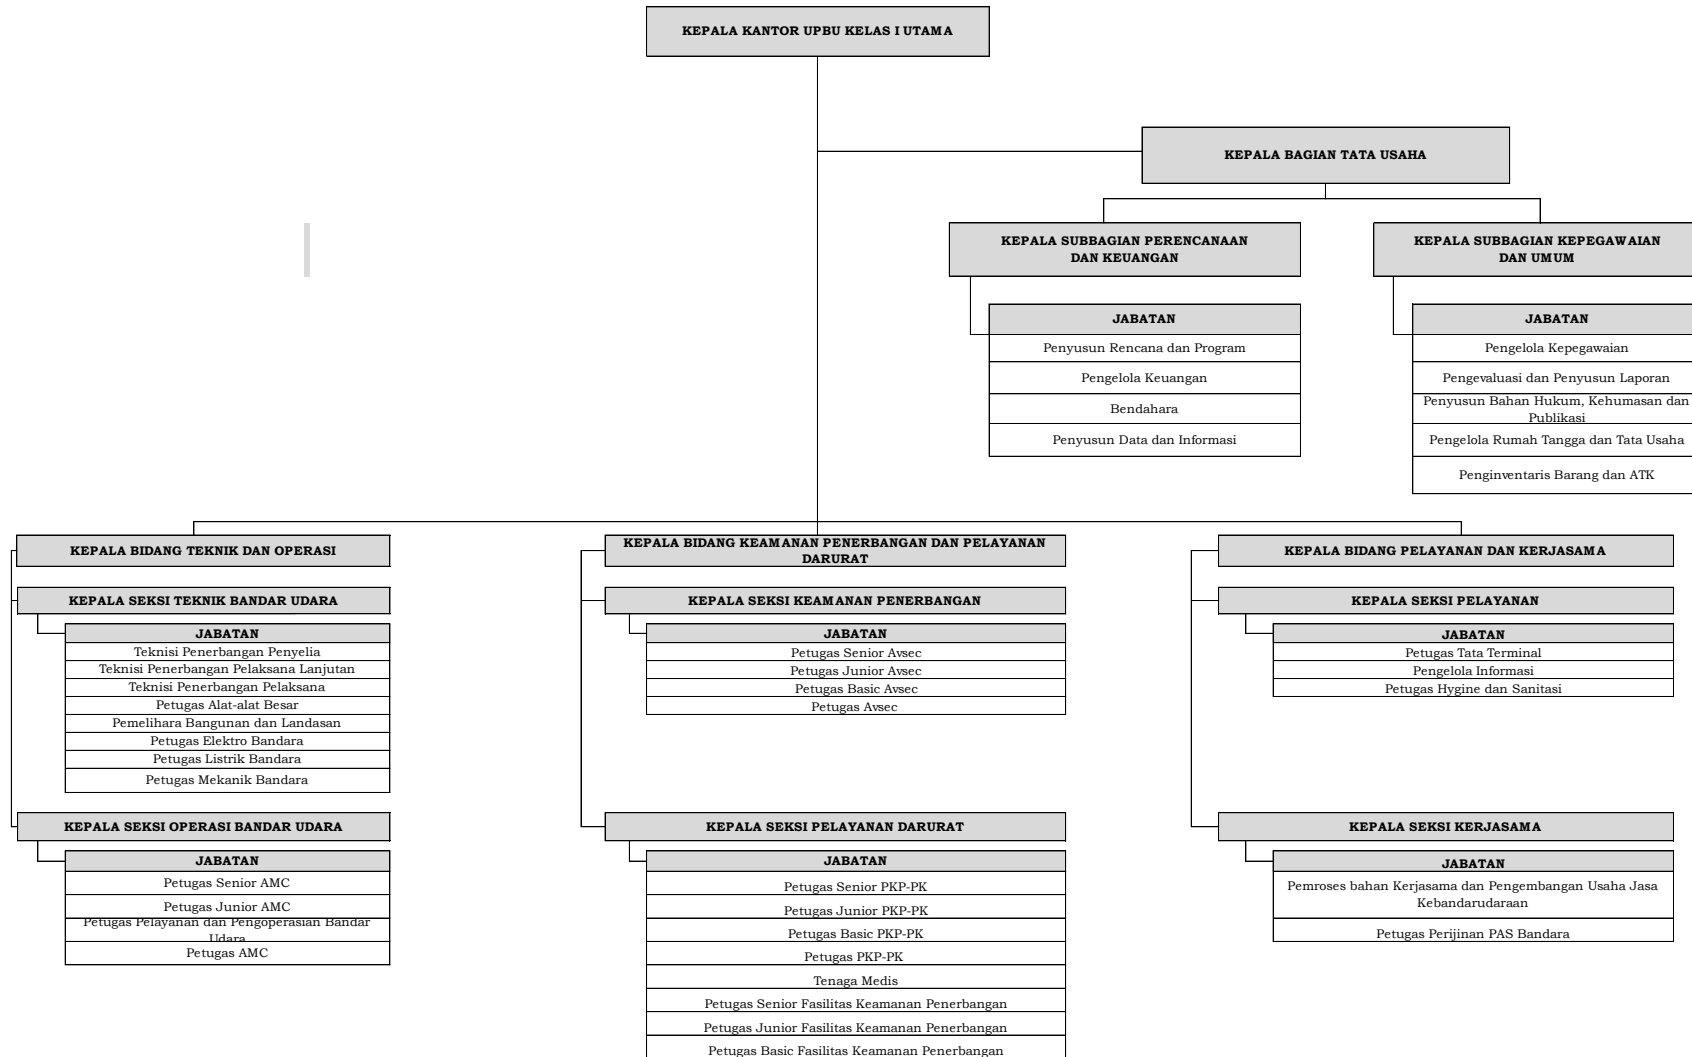 KEPALA KANTOR UPBU KELAS I UTAMA
KEPALA BAGIAN TATA USAHA
KEPALA SUBBAGIAN PERENCANAAN
DAN KEUANGAN
JABATAN
Penyusun Rencana dan Program
Pengelola Keuangan
Bendahara
Penyusun Data dan Informasi
KEPALA SUBBAGIAN KEPEGAWAIAN
DAN UMUM
JABATAN
Pengelola Kepegawaian
Pengevaluasi dan Penyusun Laporan
Penyusun Bahan Hukum, Kehumasan dan
Publikasi
Pengelola Rumah Tangga dan Tata Usaha
Penginventaris Barang dan ATK
KEPALA BIDANG TEKNIK DAN OPERASI
KEPALA SEKSI TEKNIK BANDAR UDARA
JABATAN
Teknisi Penerbangan Penyelia
Teknisi Penerbangan Pelaksana Lanjutan
Teknisi Penerbangan Pelaksana
Petugas Alat-alat Besar
Pemelihara Bangunan dan Landasan
Petugas Elektro Bandara
Petugas Listrik Bandara
Petugas Mekanik Bandara
KEPALA SEKSI OPERASI BANDAR UDARA
JABATAN
Petugas Senior AMC
Petugas Junior AMC
Petugas Pelayanan dan Pengoperasian Bandar
Udara
Petugas AMC
KEPALA BIDANG KEAMANAN PENERBANGAN DAN PELAYANAN
DARURAT
KEPALA SEKSI KEAMANAN PENERBANGAN
JABATAN
Petugas Senior Avsec
Petugas Junior Avsec
Petugas Basic Avsec
Petugas Avsec
KEPALA SEKSI PELAYANAN DARURAT
JABATAN
Petugas Senior PKP-PK
Petugas Junior PKP-PK
Petugas Basic PKP-PK
Petugas PKP-PK
Tenaga Medis
Petugas Senior Fasilitas Keamanan Penerbangan
Petugas Junior Fasilitas Keamanan Penerbangan
Petugas Basic Fasilitas Keamanan Penerbangan
KEPALA BIDANG PELAYANAN DAN KERJASAMA
KEPALA SEKSI PELAYANAN
JABATAN
Petugas Tata Terminal
Pengelola Informasi
Petugas Hygine dan Sanitasi
KEPALA SEKSI KERJASAMA
JABATAN
Pemroses bahan Kerjasama dan Pengembangan Usaha Jasa
Kebandarudaraan
Petugas Perijinan PAS Bandara